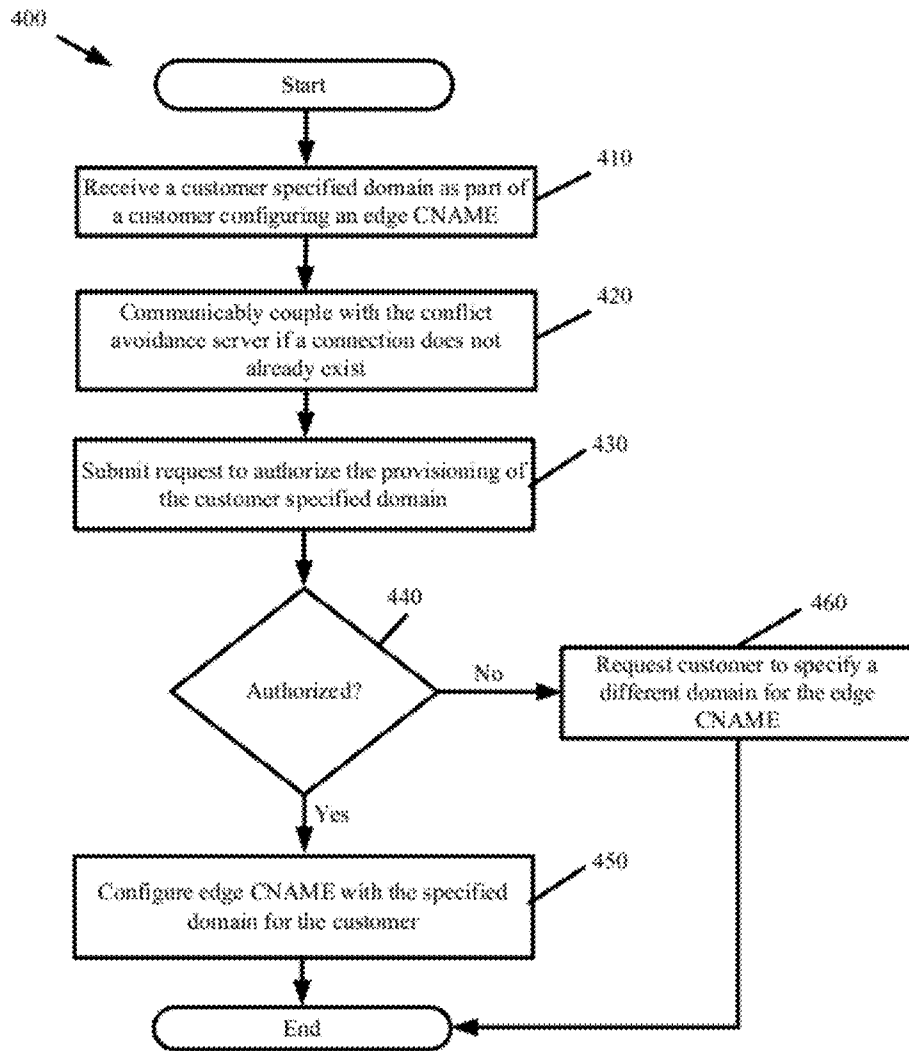 400
Start
410
Receive a customer specified domain as part of
a customer configuring an edge CNAME
420
Communicably couple with the conflict
avoidance server if a connection does not
already exist
430
Submit request to authorize the provisioning of
the customer specified domain
440
Authorized?
No
460
Request customer to specify a
different domain for the edge
CNAME
Yes
450
Configure edge CNAME with the specified
domain for the customer
End